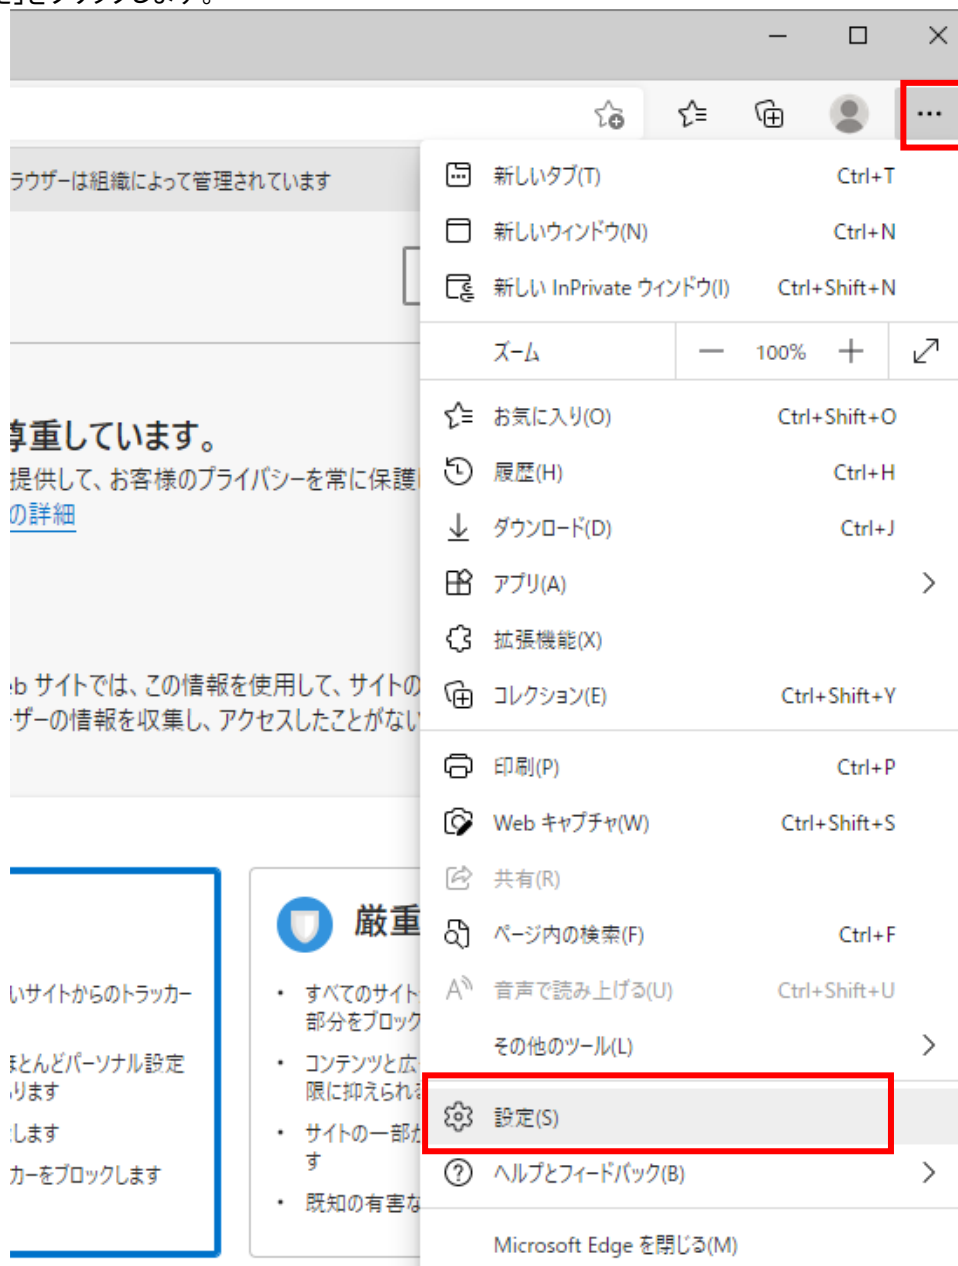 ]をクリックします。
ラウザーは組織によって管理されています
尊重しています。
提供して、お客様のプライバシーを常に保護
の詳細
eb サイトでは、この情報を使用して、サイトの
ザーの情報を収集し、アクセスしたことがない
いサイトからのトラッカー
ほとんどパーソナル設定
ります
します
カーをブロックします
厳重
• すべてのサイト
部分をブロック
• コンテンツと広
限に抑えられ
• サイトの一部が
す
• 既知の有害な
新しいタブ(T) Ctrl+T
新しいウィンドウ(N) Ctrl+N
新しい InPrivate ウィンドウ(I) Ctrl+Shift+N
ズーム — 100% +
お気に入り(O) Ctrl+Shift+O
履歴(H) Ctrl+H
ダウンロード(D) Ctrl+J
アプリ(A)
拡張機能(X)
コレクション(E) Ctrl+Shift+Y
印刷(P) Ctrl+P
Web キャプチャ(W) Ctrl+Shift+S
共有(R)
ページ内の検索(F) Ctrl+F
音声で読み上げる(U) Ctrl+Shift+U
その他のツール(L)
設定(S)
ヘルプとフィードバック(B)
Microsoft Edge を閉じる(M)